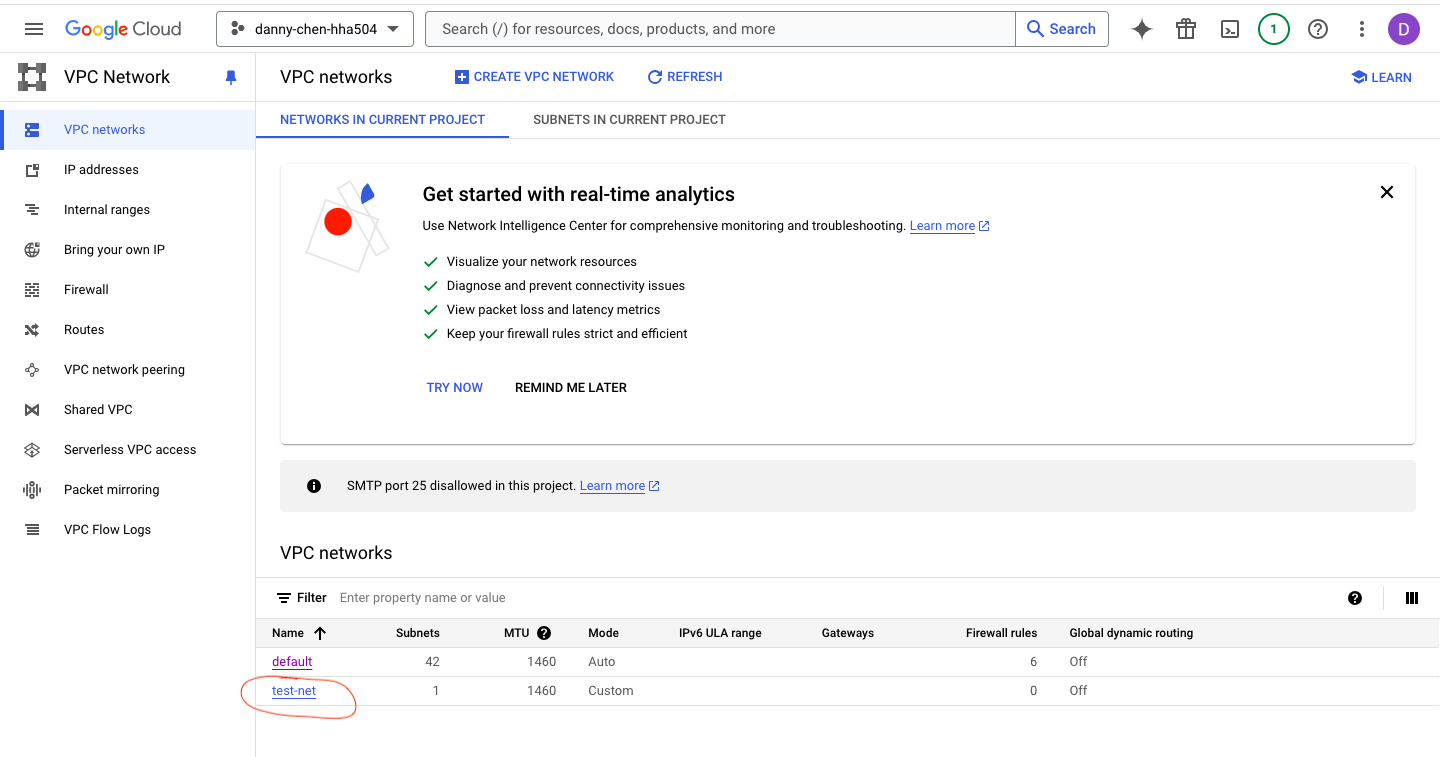 Google Cloud danny-chen-hha504 Search (/) for resources, docs, products, and more Search 1 D
VPC Network
VPC networks CREATE VPC NETWORK REFRESH LEARN
NETWORKS IN CURRENT PROJECT SUBNETS IN CURRENT PROJECT
VPC networks
IP addresses
Internal ranges
Bring your own IP
Firewall
Routes
VPC network peering
Shared VPC
Serverless VPC access
Packet mirroring
VPC Flow Logs
Get started with real-time analytics
Use Network Intelligence Center for comprehensive monitoring and troubleshooting. Learn more
Visualize your network resources
Diagnose and prevent connectivity issues
View packet loss and latency metrics
Keep your firewall rules strict and efficient
TRY NOW REMIND ME LATER
SMTP port 25 disallowed in this project. Learn more
VPC networks
Filter Enter property name or value
Name Subnets MTU Mode IPv6 ULA range Gateways Firewall rules Global dynamic routing
default 42 1460 Auto 6 Off
test-net 1 1460 Custom 0 Off